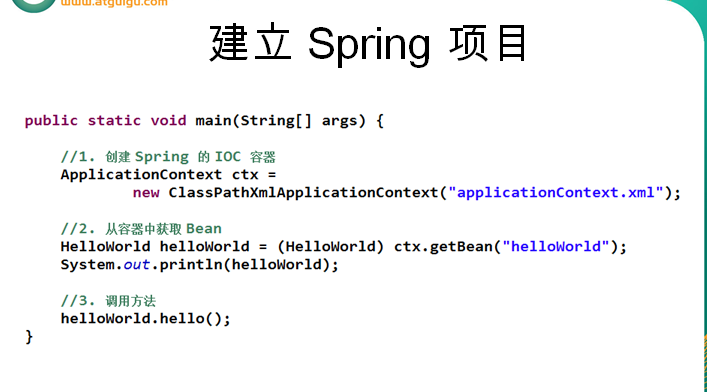 www.atguigu.com
建立 Spring 项目
public static void main(String[] args) {
//1. 创建 Spring 的 IOC 容器
ApplicationContext ctx =
new ClassPathXmlApplicationContext("applicationContext.xml");
//2. 从容器中获取 Bean
HelloWorld helloWorld = (HelloWorld) ctx.getBean("helloWorld");
System.out.println(helloWorld);
//3. 调用方法
helloWorld.hello();
}